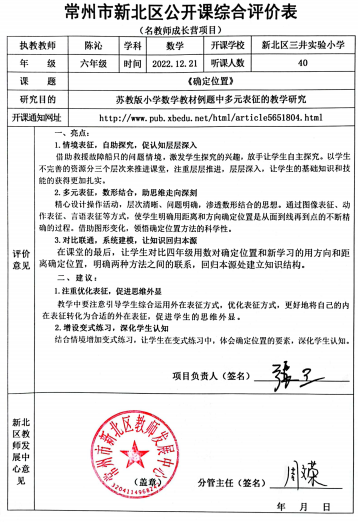 常州市新北区公开课综合评价表
（名教师成长营项目）
执教教师 陈沁 学科 数学 开课学校 新北区三井实验小学
年 级 六年级 时间 2022.12.21 听课人数 40
课 题 《确定位置》
研究目的 苏教版小学数学教材例题中多元表征的教学研究
开课通知网址 http://www.pub.xbedu.net/html/article5651804.html
评价意见
一、亮点：
1.情境表征，自助探究，促认知层层深入
借助救援故障船只的问题情境，激发学生探究的兴趣，放手让学生自主探究。以学生
不完善的资源分三个层次来推进课堂，注重层层推进，层层深入，让学生的基础知识和技
能的获得更加扎实。
2.多元表征，数形结合，助思维走向深刻
精心设计操作活动，层次清晰、问题明确，渗透数形结合的思想。通过图像表征、动
作表征、言语表征等方式，使学生明确用距离和方向确定位置是从面到线再到点的不断精
确的过程。借助图形变化，领悟确定位置方法的科学性。
3.对比联通，系统建模，让知识回归本源
在课堂的最后，让学生对比四年级用数对确定位置和新学习的用方向和距
离确定位置，明确两种方法之间的联系，回归本源处建立知识结构。
二、建议：
1.注重优化表征，促进思维外显
教学中要注意引导学生综合运用外在表征方式，优化表征方式，更好地将自己的内
在表征转化为合适的外在表征，促进学生的思维外显。
2.增设变式练习，深化学生认知
结合情境增加变式练习，让学生在变式练习中，体会确定位置的要素，深化学生认知。
项目负责人（签名）
新北区教师发展中心意见
常州市新北区教师发展中心
（盖章）
分管主任（签名）
年 月 日